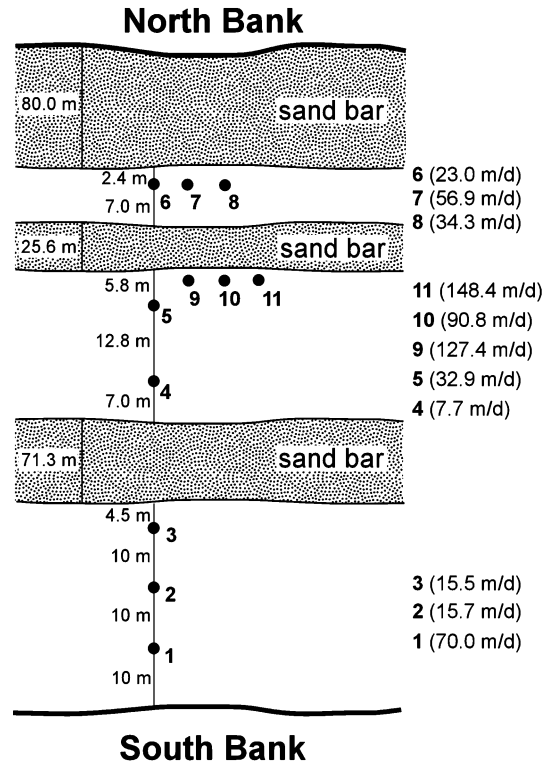 North Bank
80.0 m
sand bar
2.4 m
6 (23.0 m/d)
7.0 m
6 7 8
7 (56.9 m/d)
8 (34.3 m/d)
25.6 m
sand bar
5.8 m
9 10 11
11 (148.4 m/d)
5
10 (90.8 m/d)
12.8 m
9 (127.4 m/d)
4
5 (32.9 m/d)
7.0 m
4 (7.7 m/d)
71.3 m
sand bar
4.5 m
3
10 m
2
3 (15.5 m/d)
10 m
2 (15.7 m/d)
1
1 (70.0 m/d)
10 m
South Bank